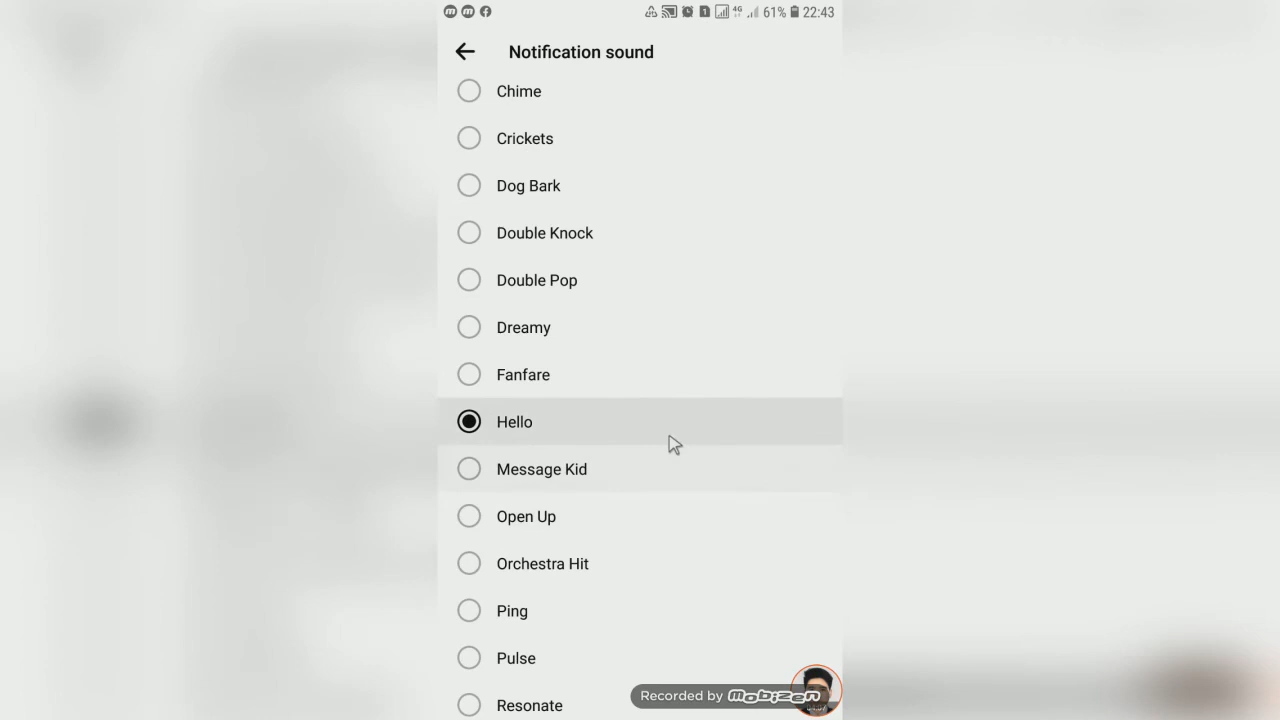 61% 22:43
Notification sound
Chime
Crickets
Dog Bark
Double Knock
Double Pop
Dreamy
Fanfare
Hello
Message Kid
Open Up
Orchestra Hit
Ping
Pulse
Resonate
Recorded by mobizen